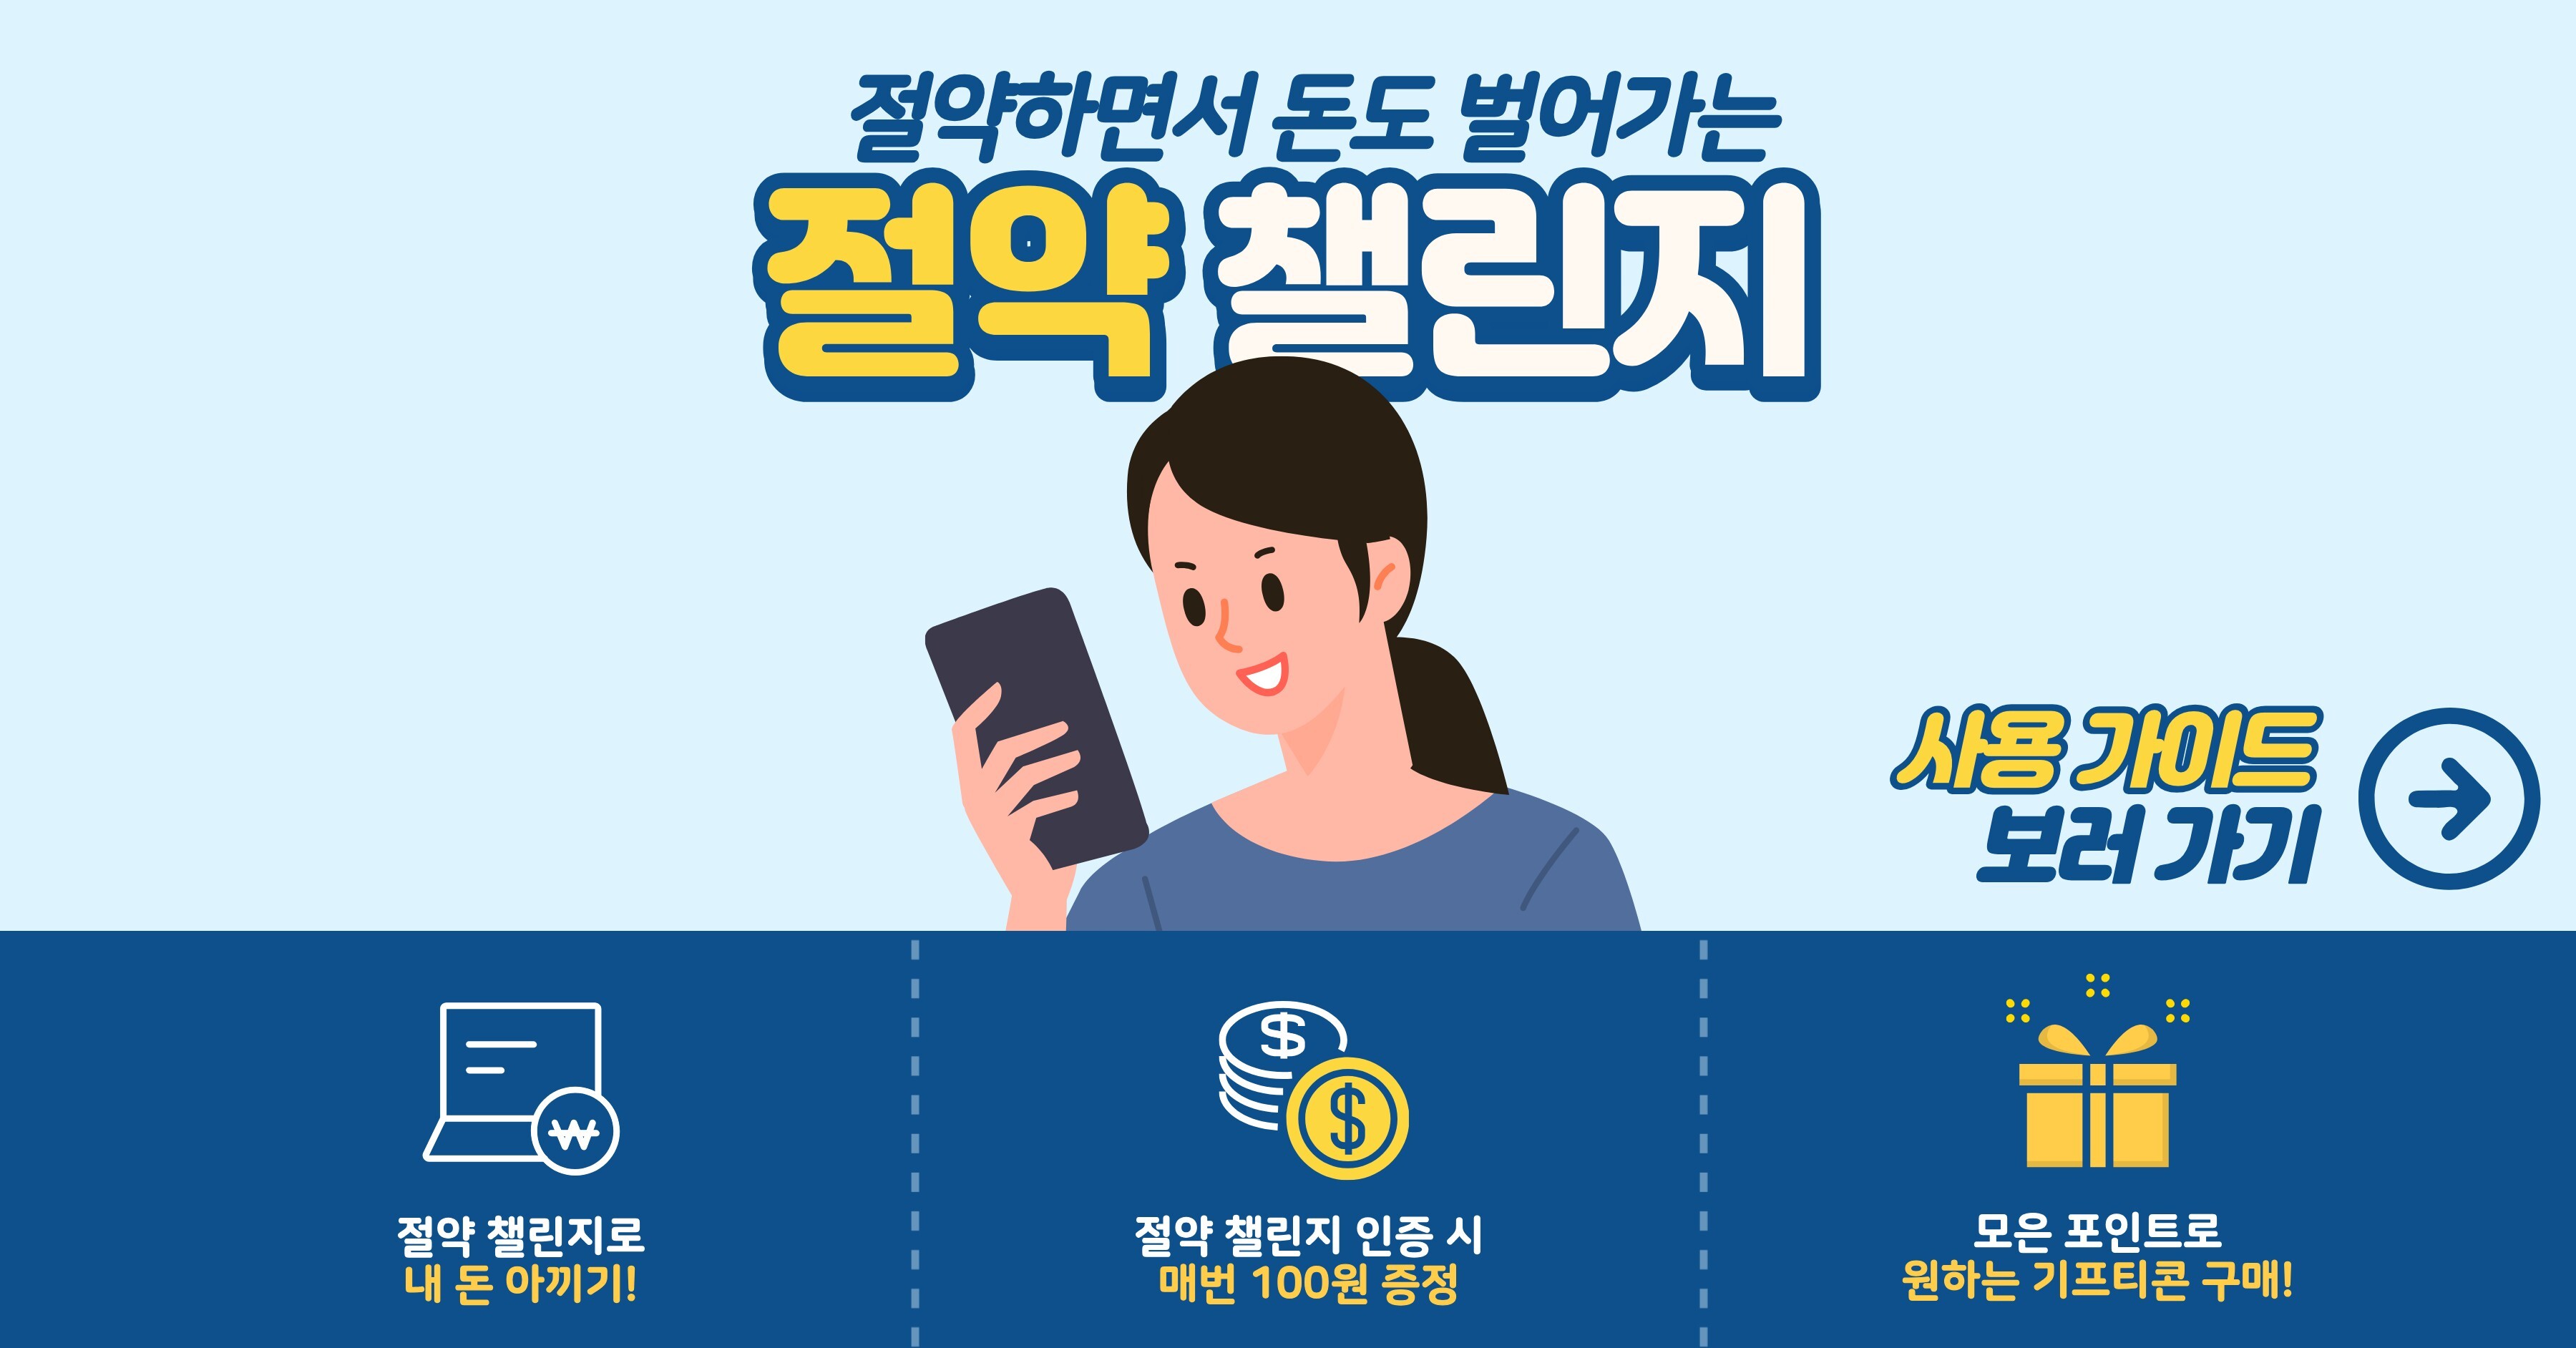 절약하면서 돈도 벌어가는
절약 챌린지
사용 가이드
보러 가기
절약 챌린지로
내 돈 아끼기!
절약 챌린지 인증 시
매번 100원 증정
모은 포인트로
원하는 기프티콘 구매!